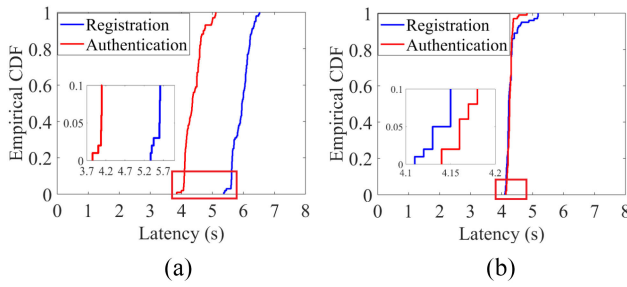 1
0.8
0.6
0.4
0.2
0
Empirical CDF
Registration
Authentication
0.1
0.05
0
3.7 4.2 4.7 5.2 5.7
0 1 2 3 4 5 6 7 8
Latency (s)
(a)
1
0.8
0.6
0.4
0.2
0
Empirical CDF
Registration
Authentication
0.1
0.05
0
4.1 4.15 4.2
0 1 2 3 4 5 6 7 8
Latency (s)
(b)